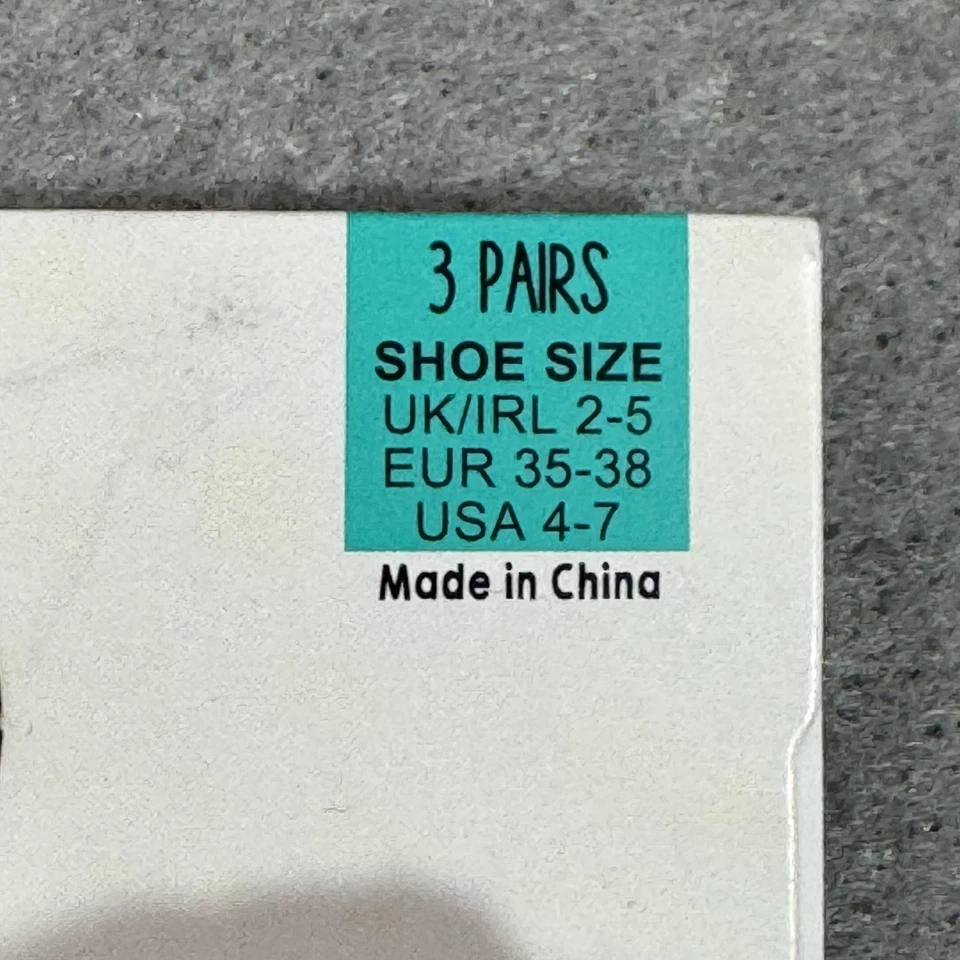 3 PAIRS
SHOE SIZE
UK/IRL 2-5
EUR 35-38
USA 4-7
Made in China